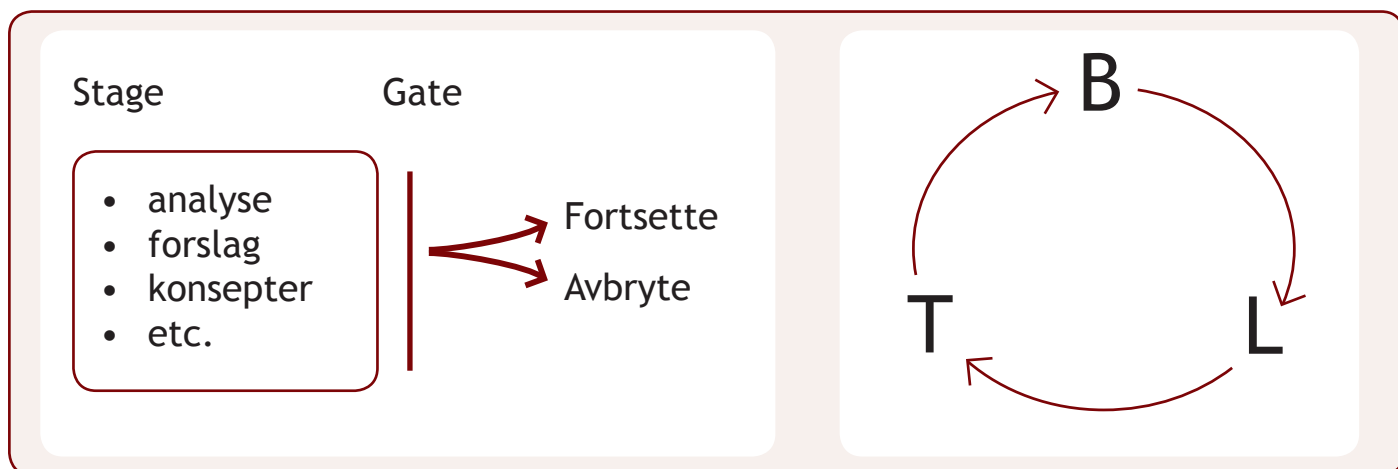 Stage
Gate
• analyse
• forslag
• konsepter
• etc.
Fortsette
Avbryte
B
L
T